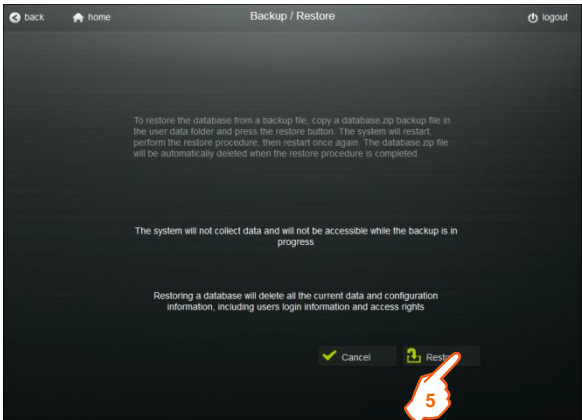 back
home
Backup / Restore
logout
To restore the database from a backup file, copy a database.zip backup file in
the user data folder and press the restore button. The system will restart,
perform the restore procedure, then restart once again. The database.zip file
will be automatically deleted when the restore procedure is completed
The system will not collect data and will not be accessible while the backup is in
progress
Restoring a database will delete all the current data and configuration
information, including users login information and access rights
Cancel
5